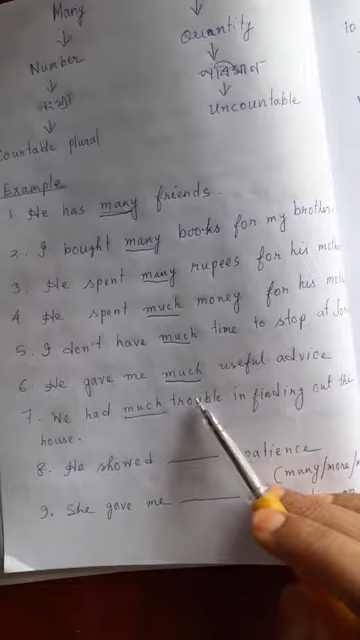 Many
Quantity
Number
পরিমাণ
সংখ্যা
Uncountable
Countable plural
Example
1. He has many friends.
2. I bought many books for my brother.
3. He spent many rupees for his
4. He spent much money for his
5. I don't have much time to stop at
6. He gave me much useful advice
7. We had much trouble in finding out the
house.
8. He showed ______ patience
(many/more/
9. She gave me ______